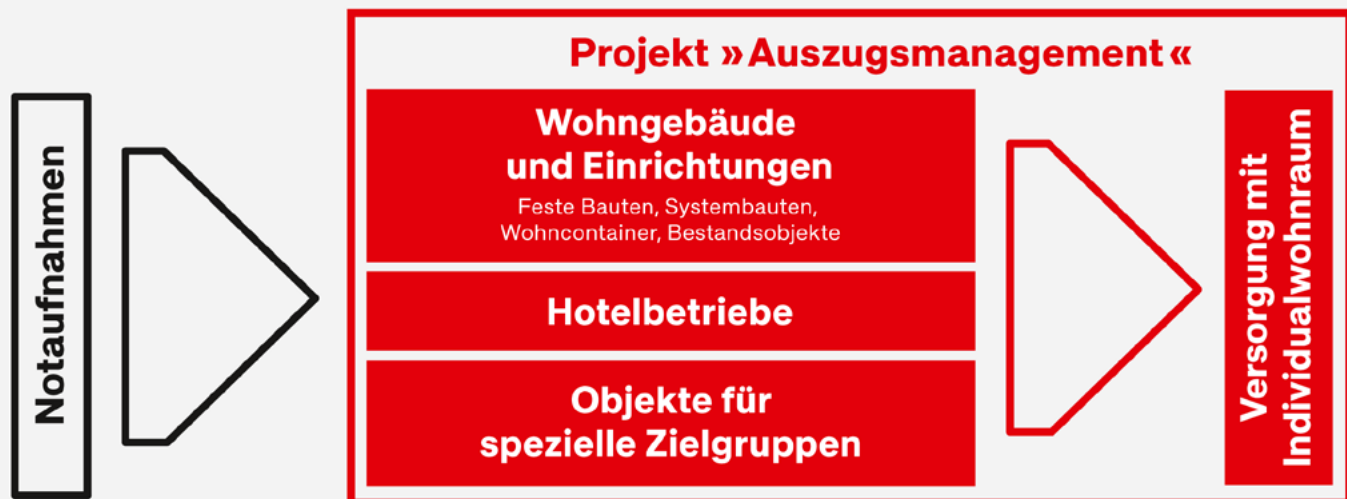 Projekt »Auszugsmanagement«
Notaufnahmen
Wohngebäude
und Einrichtungen
Feste Bauten, Systembauten,
Wohncontainer, Bestandsobjekte
Hotelbetriebe
Objekte für
spezielle Zielgruppen
Versorgung mit
Individualwohnraum